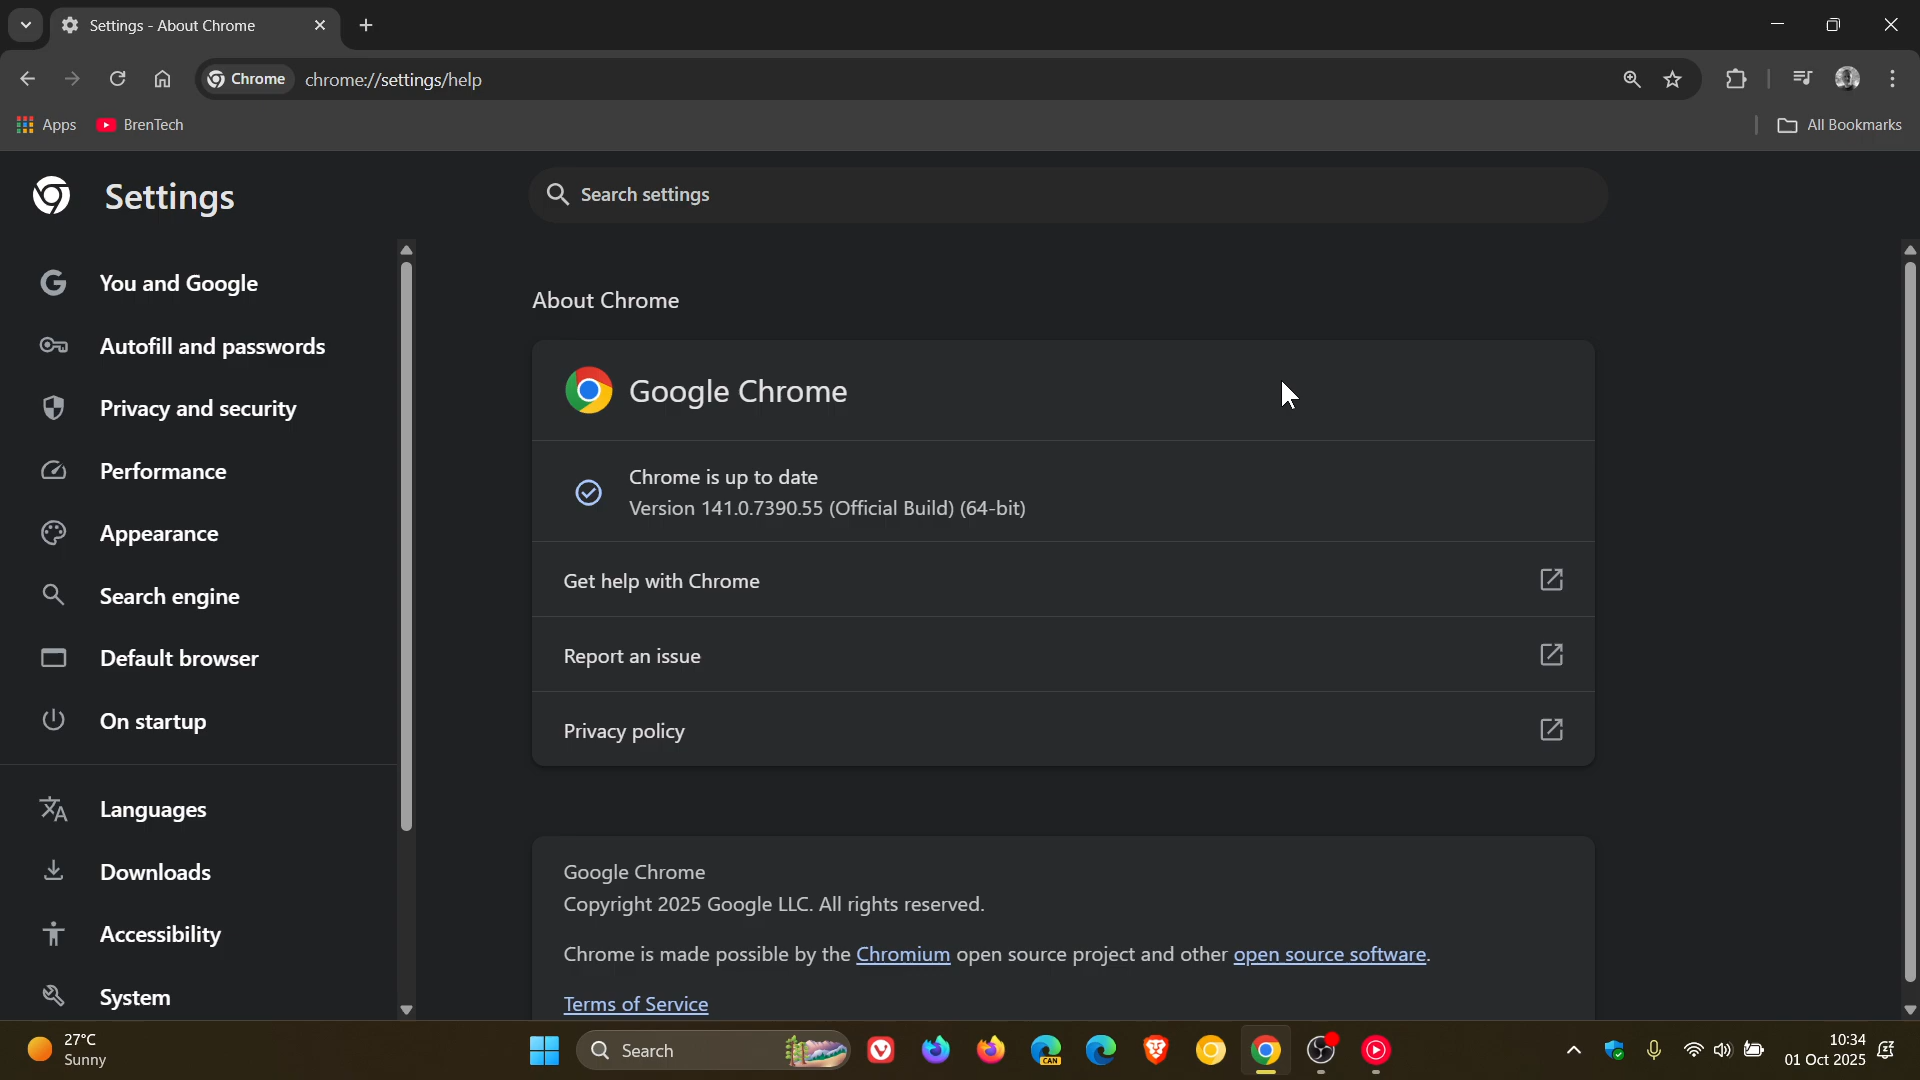 Settings - About Chrome
Chrome
chrome://settings/help
Apps
BrenTech
All Bookmarks
Settings
Search settings
You and Google
Autofill and passwords
Privacy and security
Performance
Appearance
Search engine
Default browser
On startup
Languages
Downloads
Accessibility
System
About Chrome
Google Chrome
Chrome is up to date
Version 141.0.7390.55 (Official Build) (64-bit)
Get help with Chrome
Report an issue
Privacy policy
Google Chrome
Copyright 2025 Google LLC. All rights reserved.
Chrome is made possible by the Chromium open source project and other open source software.
Terms of Service
27°C
Sunny
Search
CAN
10:34
01 Oct 2025